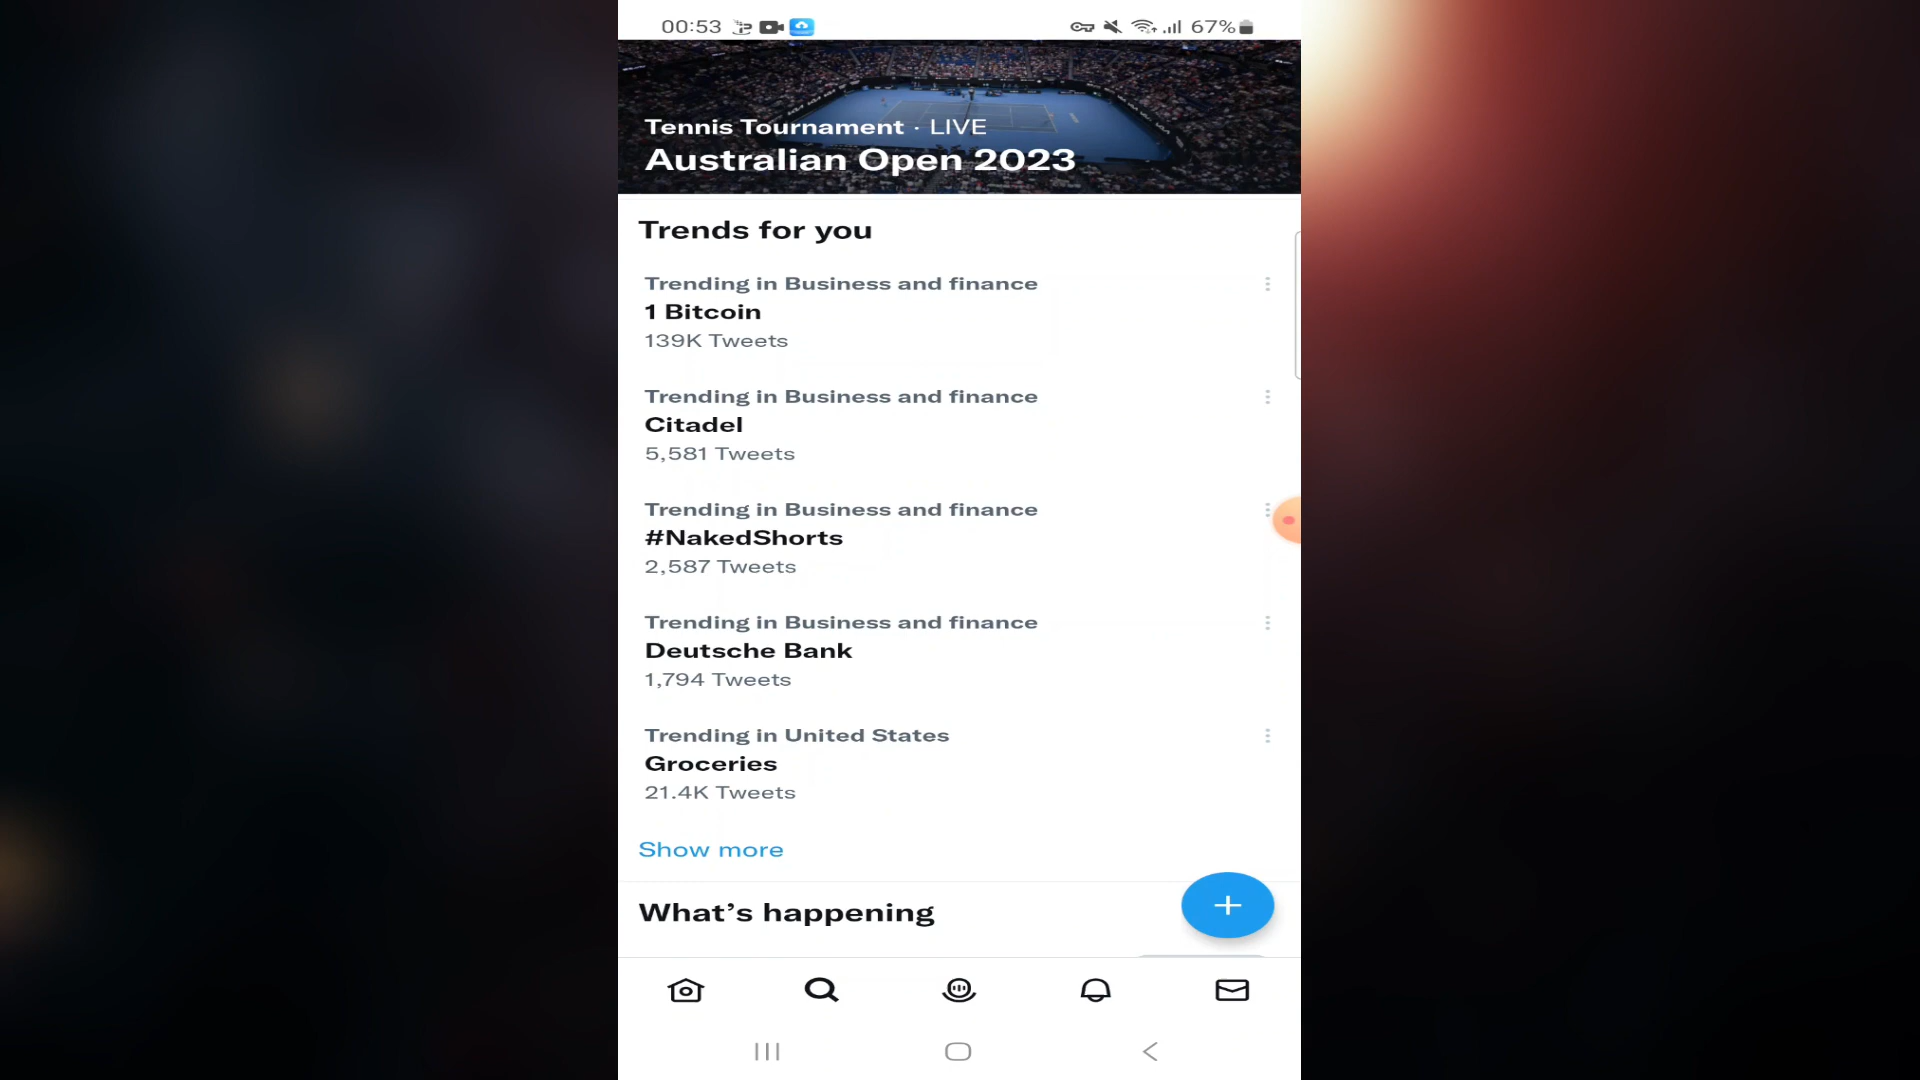 00:53
67%
Tennis Tournament · LIVE
Australian Open 2023
Trends for you
Trending in Business and finance
1 Bitcoin
139K Tweets
Trending in Business and finance
Citadel
5,581 Tweets
Trending in Business and finance
#NakedShorts
2,587 Tweets
Trending in Business and finance
Deutsche Bank
1,794 Tweets
Trending in United States
Groceries
21.4K Tweets
Show more
What’s happening